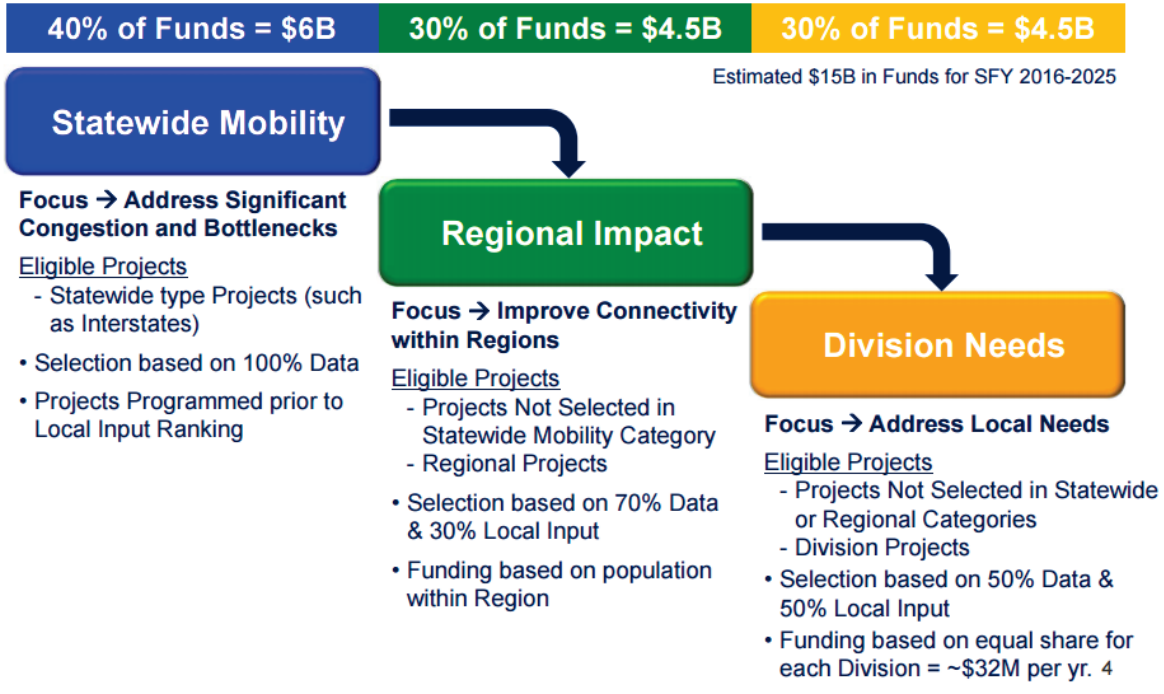 40% of Funds = $6B
30% of Funds = $4.5B
30% of Funds = $4.5B
Estimated $15B in Funds for SFY 2016-2025
Statewide Mobility
Focus → Address Significant
Congestion and Bottlenecks
Eligible Projects
- Statewide type Projects (such
as Interstates)
• Selection based on 100% Data
• Projects Programmed prior to
Local Input Ranking
Regional Impact
Focus → Improve Connectivity
within Regions
Eligible Projects
- Projects Not Selected in
Statewide Mobility Category
- Regional Projects
• Selection based on 70% Data
& 30% Local Input
• Funding based on population
within Region
Division Needs
Focus → Address Local Needs
Eligible Projects
- Projects Not Selected in Statewide
or Regional Categories
- Division Projects
• Selection based on 50% Data &
50% Local Input
• Funding based on equal share for
each Division = ~$32M per yr. 4